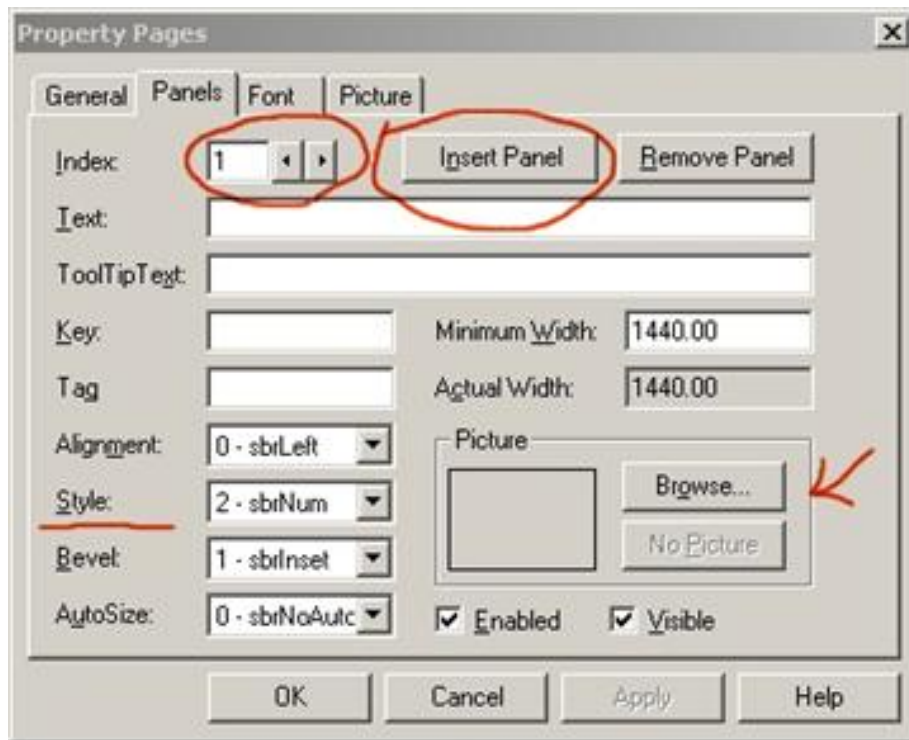 Property Pages
General Panels Font Picture
Index: 1 Insert Panel Remove Panel
Text:
ToolTipText:
Key: Minimum Width: 1440.00
Tag Actual Width: 1440.00
Alignment: 0 - sbrLeft Picture
Style: 2 - sbrNum Browse...
Bevel: 1 - sbrInset No Picture
AutoSize: 0 - sbrNoAutc Enabled Visible
OK Cancel Apply Help